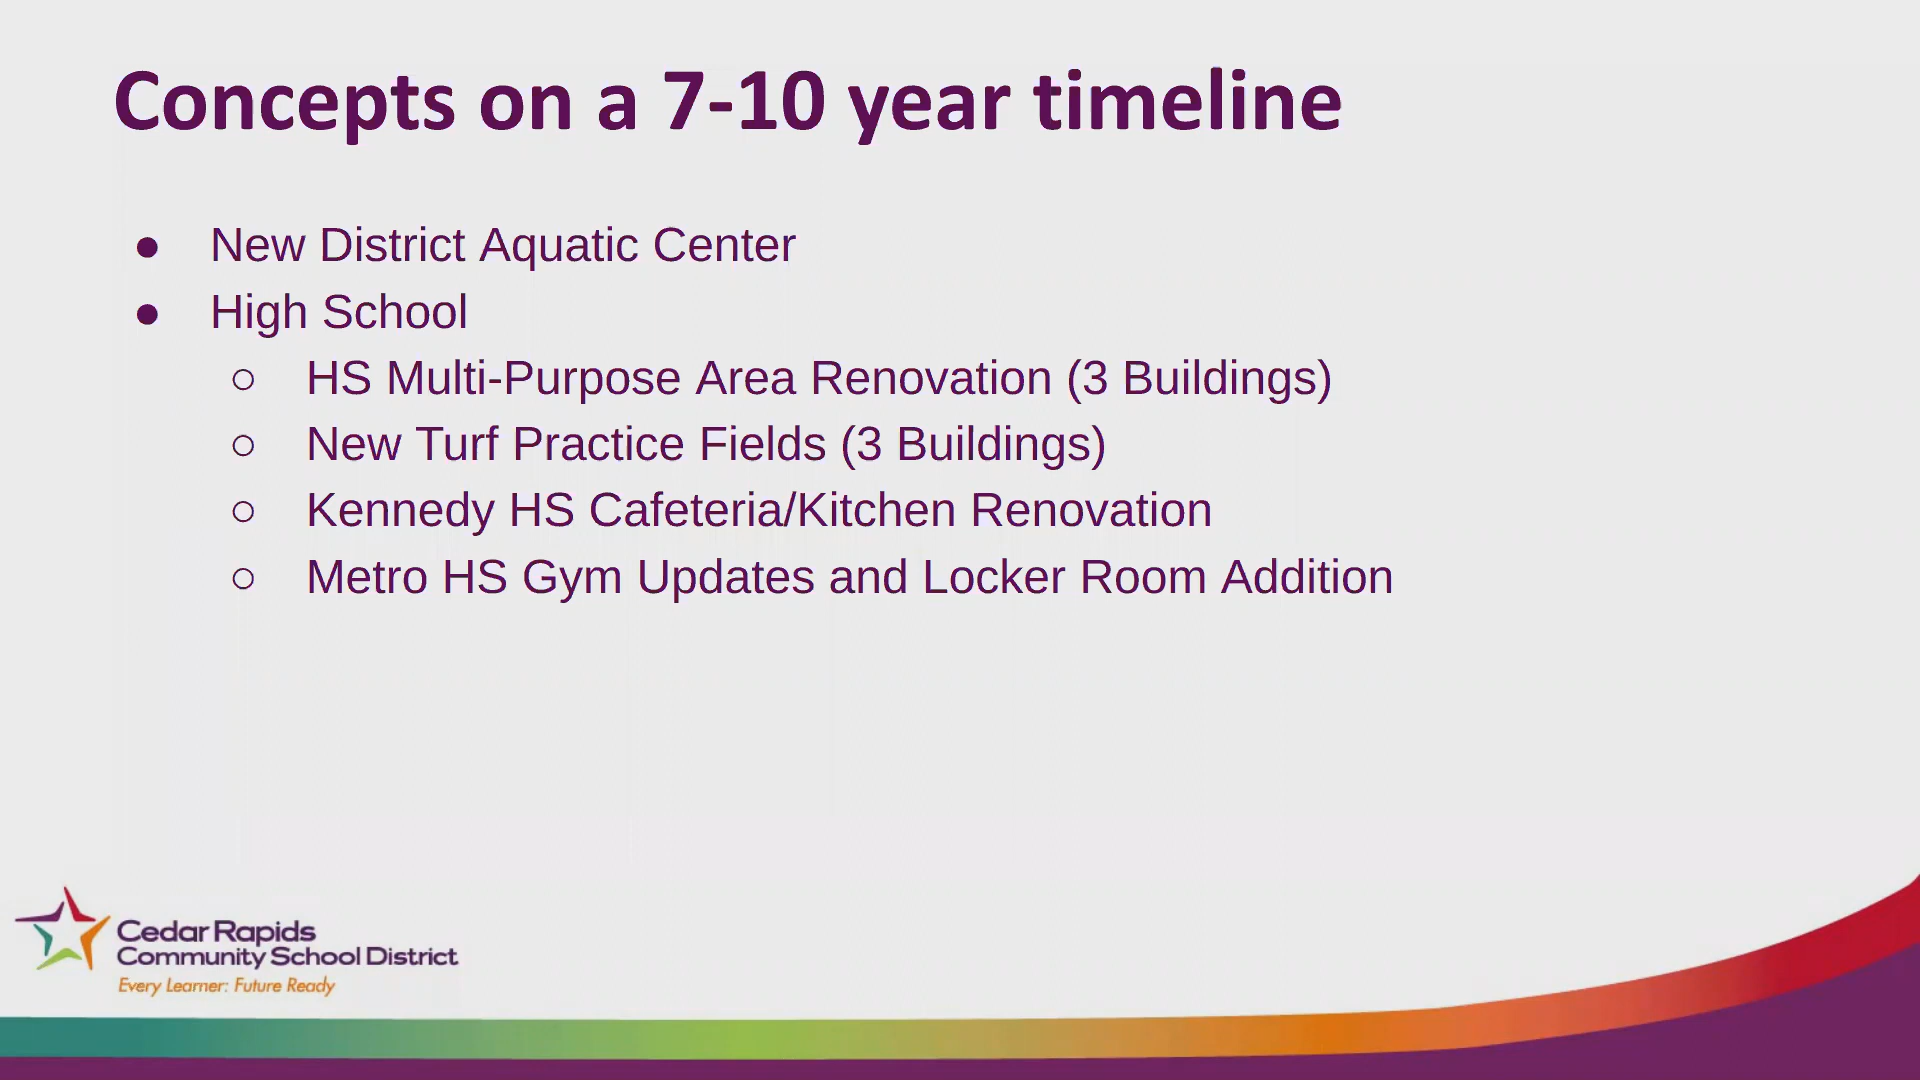 Concepts on a 7-10 year timeline
● New District Aquatic Center
● High School
○ HS Multi-Purpose Area Renovation (3 Buildings)
○ New Turf Practice Fields (3 Buildings)
○ Kennedy HS Cafeteria/Kitchen Renovation
○ Metro HS Gym Updates and Locker Room Addition
Cedar Rapids
Community School District
Every Learner: Future Ready